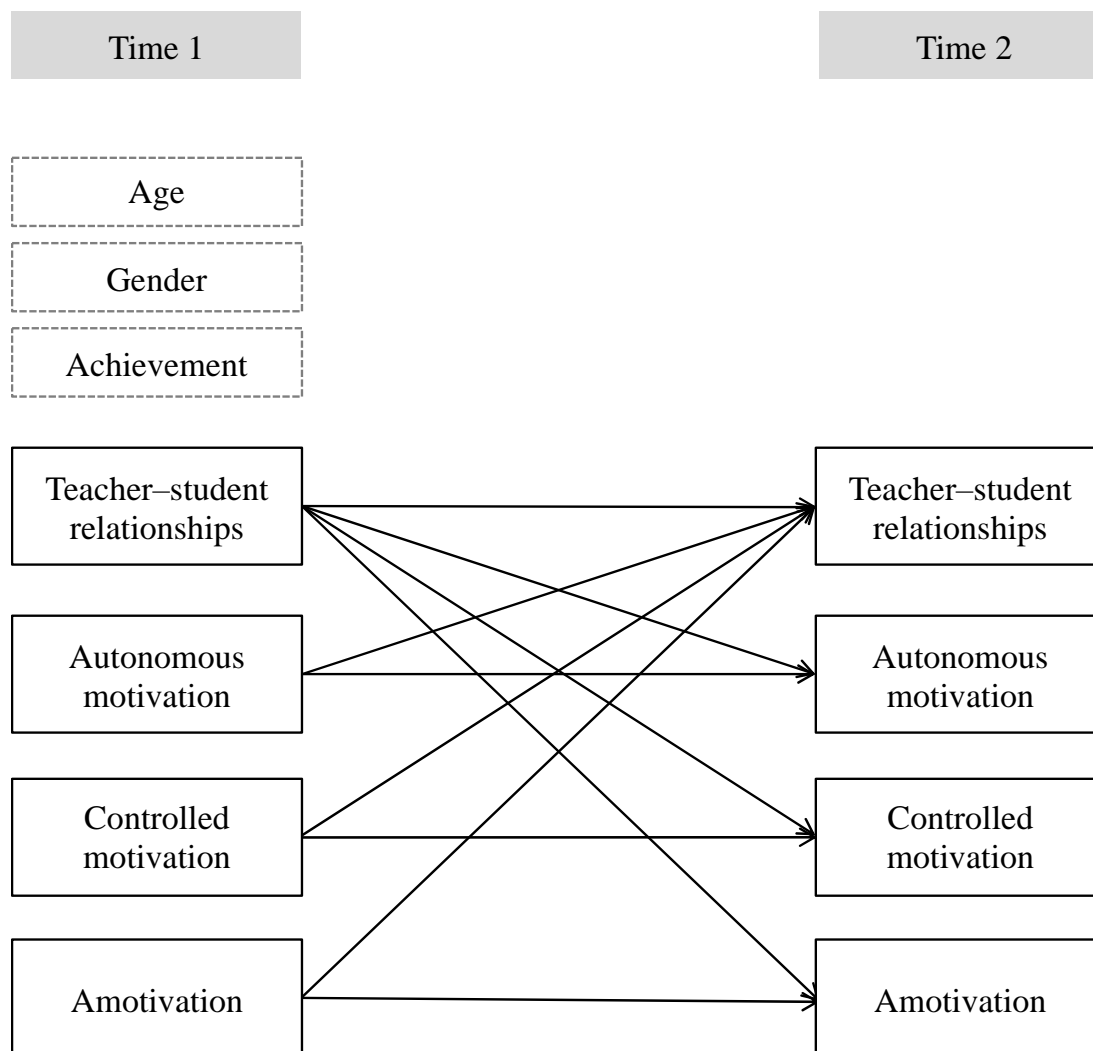 Time 1
Time 2
Age
Gender
Achievement
Teacher–student
relationships
Teacher–student
relationships
Autonomous
motivation
Autonomous
motivation
Controlled
motivation
Controlled
motivation
Amotivation
Amotivation